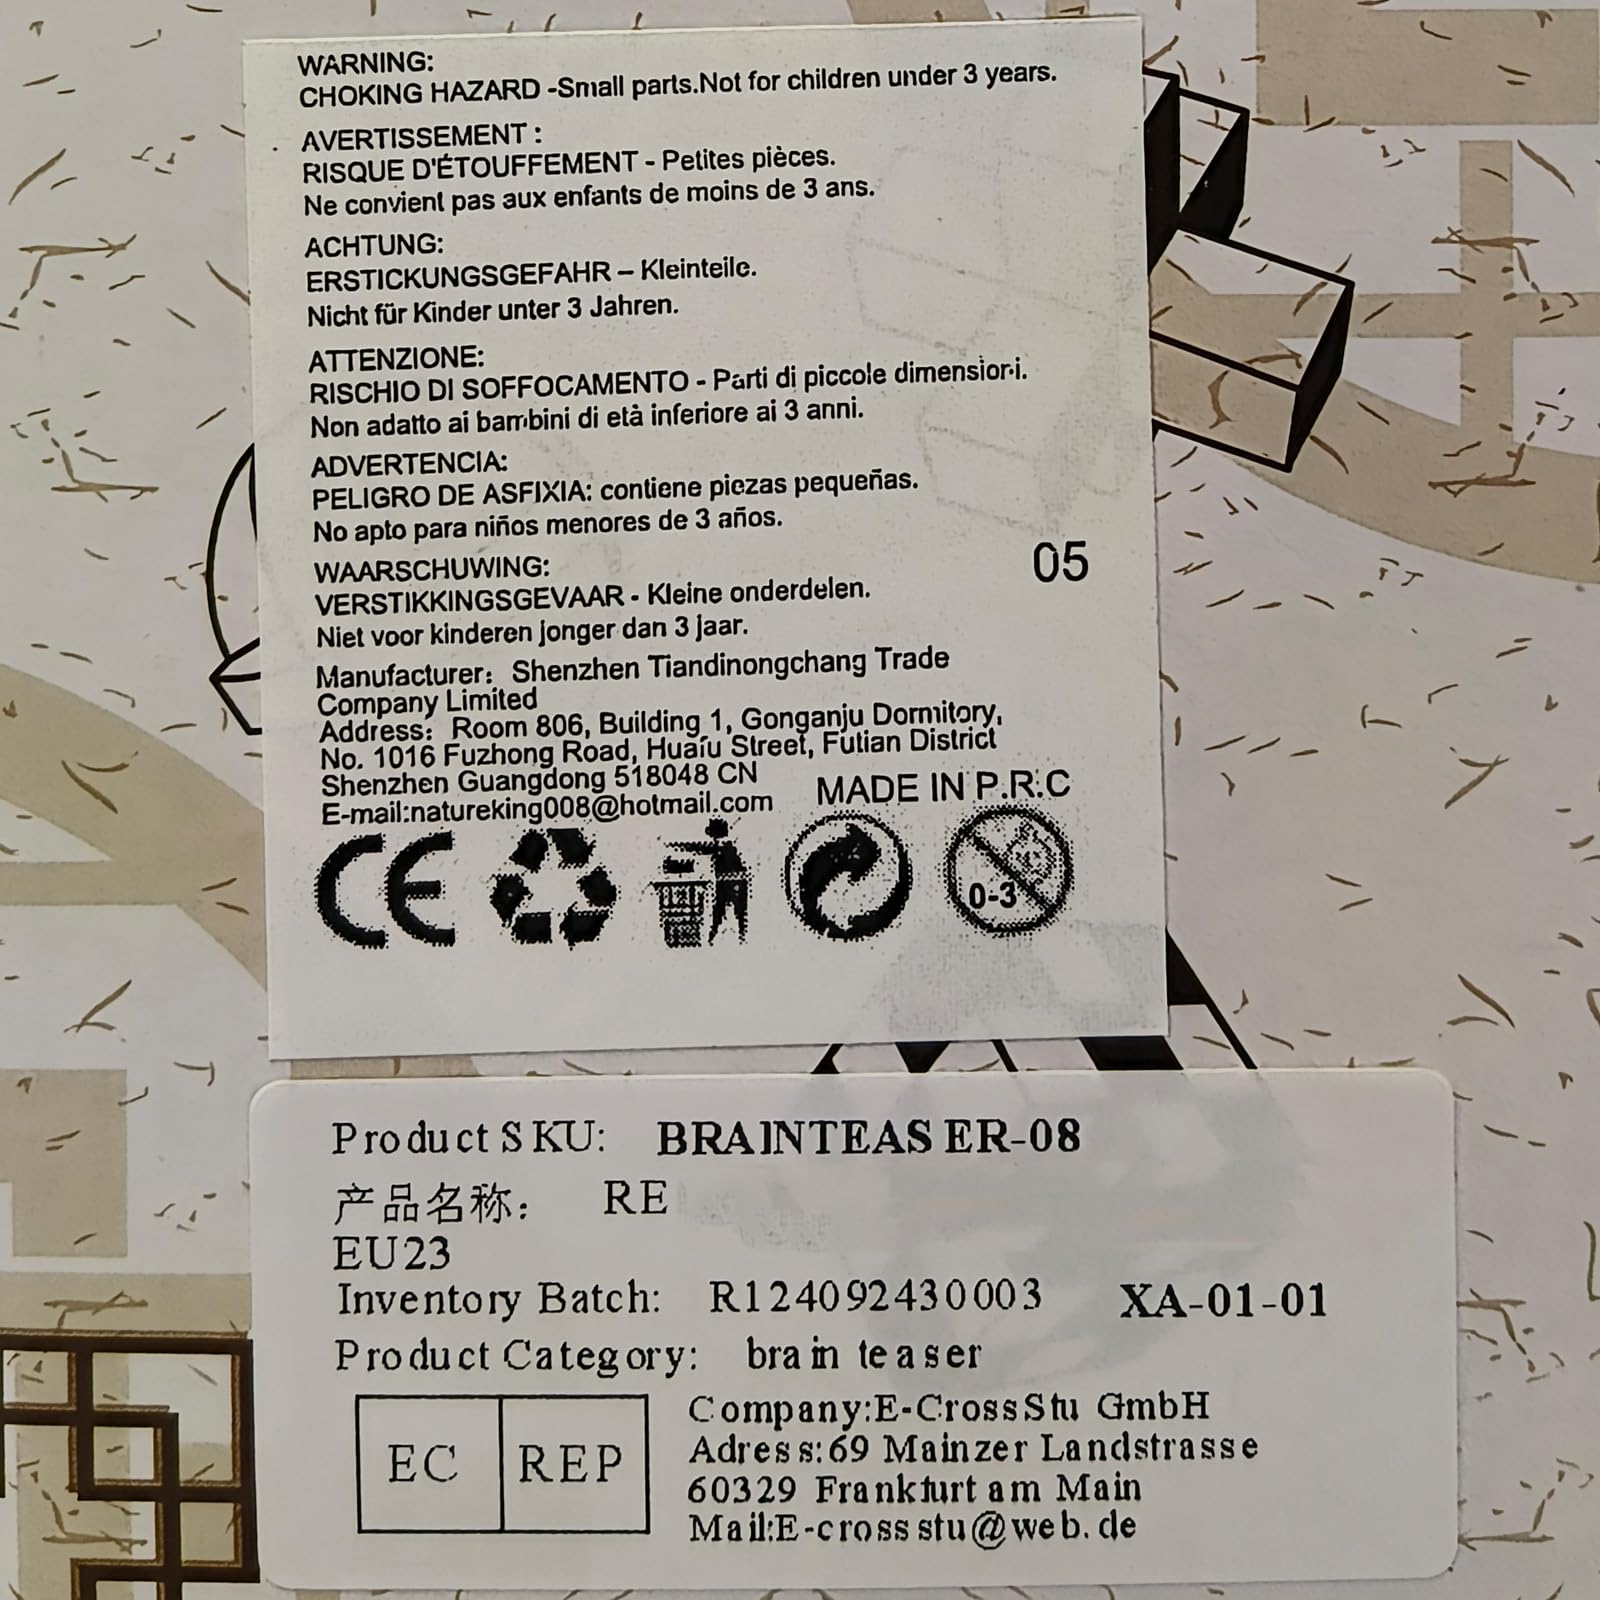 WARNING:
CHOKING HAZARD -Small parts.Not for children under 3 years.
AVERTISSEMENT :
RISQUE D'ÉTOUFFEMENT - Petites pièces.
Ne convient pas aux enfants de moins de 3 ans.
ACHTUNG:
ERSTICKUNGSGEFAHR – Kleinteile.
Nicht für Kinder unter 3 Jahren.
ATTENZIONE:
RISCHIO DI SOFFOCAMENTO - Parti di piccole dimensioni.
Non adatto ai bambini di età inferiore ai 3 anni.
ADVERTENCIA:
PELIGRO DE ASFIXIA: contiene piezas pequeñas.
No apto para niños menores de 3 años.
05
WAARSCHUWING:
VERSTIKKINGSGEVAAR - Kleine onderdelen.
Niet voor kinderen jonger dan 3 jaar.
Manufacturer: Shenzhen Tiandinongchang Trade
Company Limited
Address: Room 806, Building 1, Gonganju Dormitory,
No. 1016 Fuzhong Road, Huafu Street, Futian District
Shenzhen Guangdong 518048 CN
E-mail:natureking008@hotmail.com
MADE IN P.R.C
CE
0-3
Product SKU: BRAINTEASER-08
产品名称: RE
EU23
Inventory Batch: R124092430003 XA-01-01
Product Category: brain teaser
EC REP
Company:E-CrossStu GmbH
Adress:69 Mainzer Landstrasse
60329 Frankfurt am Main
Mail:E-crossstu@web.de